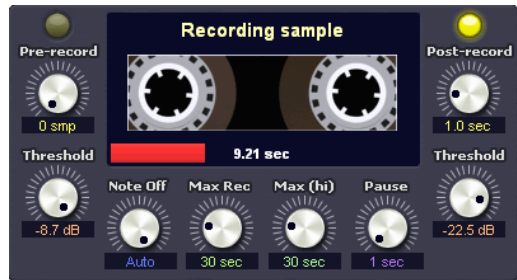 Recording sample
Pre-record
Post-record
0 smp
1.0 sec
9.21 sec
Threshold
Threshold
Note Off
Max Rec
Max (hi)
Pause
-8.7 dB
-22.5 dB
Auto
30 sec
30 sec
1 sec